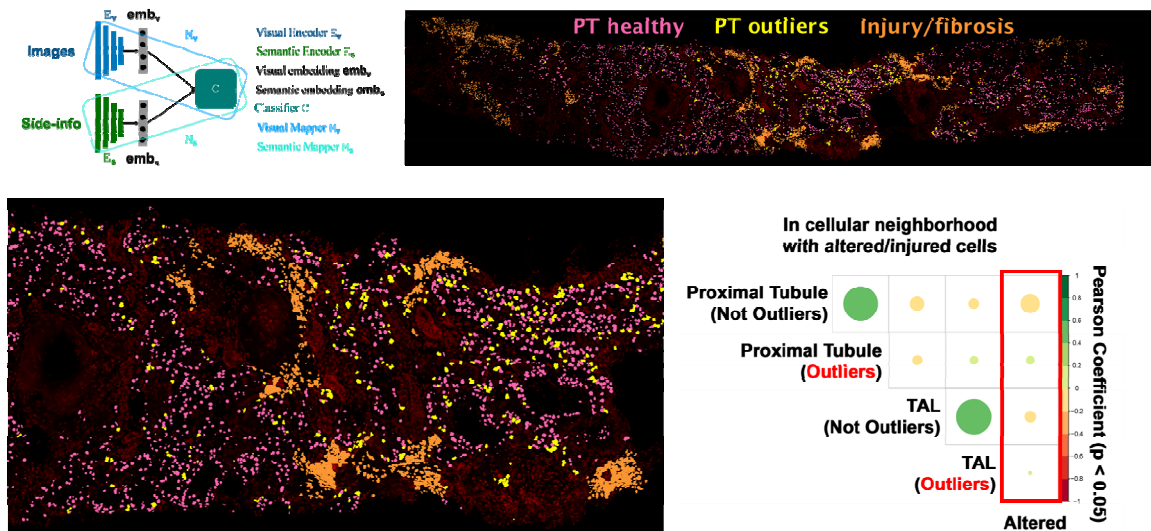 E_v emb_v
Images
M_v
Side-info
E_s emb_s
M_s
C
Visual Encoder E_v
Semantic Encoder E_s
Visual embedding emb_v
Semantic embedding emb_s
Classifier C
Visual Mapper M_v
Semantic Mapper M_s
PT healthy PT outliers Injury/fibrosis
In cellular neighborhood
with altered/injured cells
Proximal Tubule
(Not Outliers)
Proximal Tubule
(Outliers)
TAL
(Not Outliers)
TAL
(Outliers)
Altered
1
0.8
0.6
0.4
0.2
0
-0.2
-0.4
-0.6
-0.8
-1
Pearson Coefficient (p < 0.05)